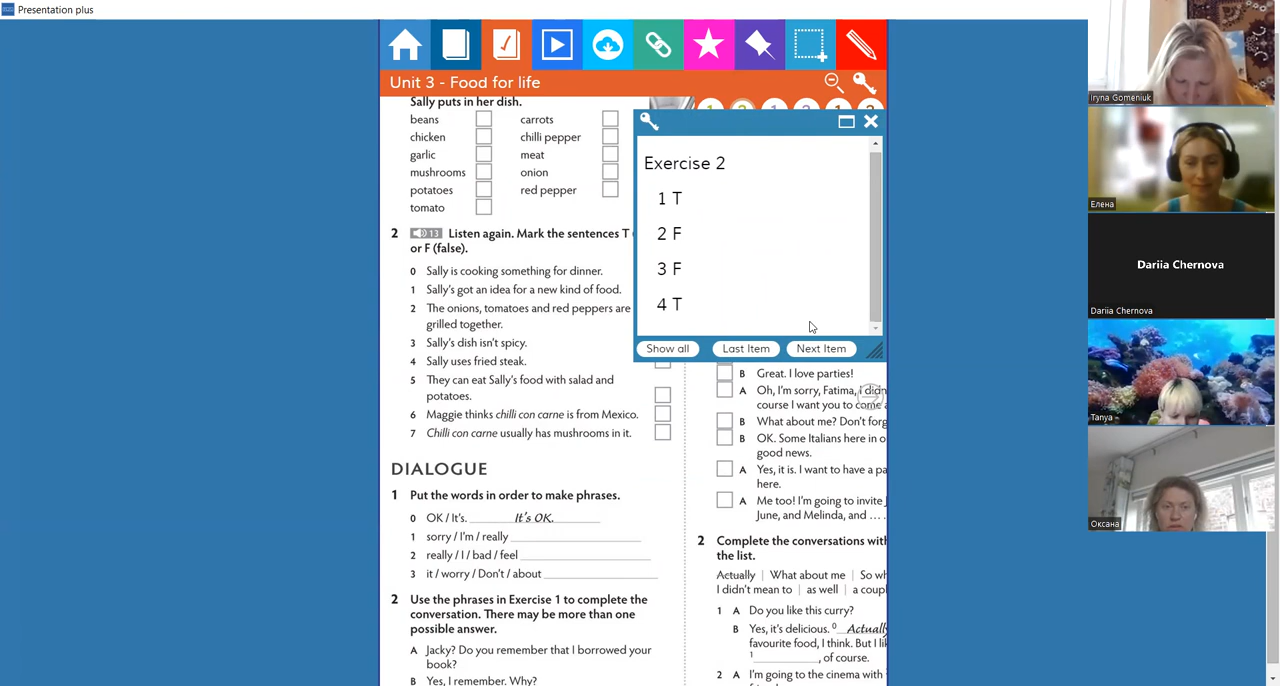 Presentation plus
Unit 3 - Food for life
Sally puts in her dish.
beans
carrots
chicken
chilli pepper
garlic
meat
mushrooms
onion
potatoes
red pepper
tomato
2 13 Listen again. Mark the sentences T
or F (false).
0 Sally is cooking something for dinner.
1 Sally's got an idea for a new kind of food.
2 The onions, tomatoes and red peppers are
grilled together.
3 Sally's dish isn't spicy.
4 Sally uses fried steak.
5 They can eat Sally's food with salad and
potatoes.
6 Maggie thinks chilli con carne is from Mexico.
7 Chilli con carne usually has mushrooms in it.
DIALOGUE
1 Put the words in order to make phrases.
0 OK / It's. It's OK.
1 sorry / I'm / really
2 really / I / bad / feel
3 it / worry / Don't / about
2 Use the phrases in Exercise 1 to complete the
conversation. There may be more than one
possible answer.
A Jacky? Do you remember that I borrowed your
book?
B Yes, I remember. Why?
Exercise 2
1 T
2 F
3 F
4 T
Show all
Last Item
Next Item
B Great. I love parties!
A Oh, I'm sorry, Fatima, I didn
course I want you to come a
B What about me? Don't forg
B OK. Some Italians here in o
good news.
A Yes, it is. I want to have a pa
here.
A Me too! I'm going to invite J
June, and Melinda, and ...
2 Complete the conversations with
the list.
Actually | What about me | So wh
I didn't mean to | as well | a coupl
1 A Do you like this curry?
B Yes, it's delicious. 0 Actually
favourite food, I think. But I li
1 , of course.
2 A I'm going to the cinema with
Iryna Gomeniuk
Елена
Dariia Chernova
Dariia Chernova
Tanya
Оксана